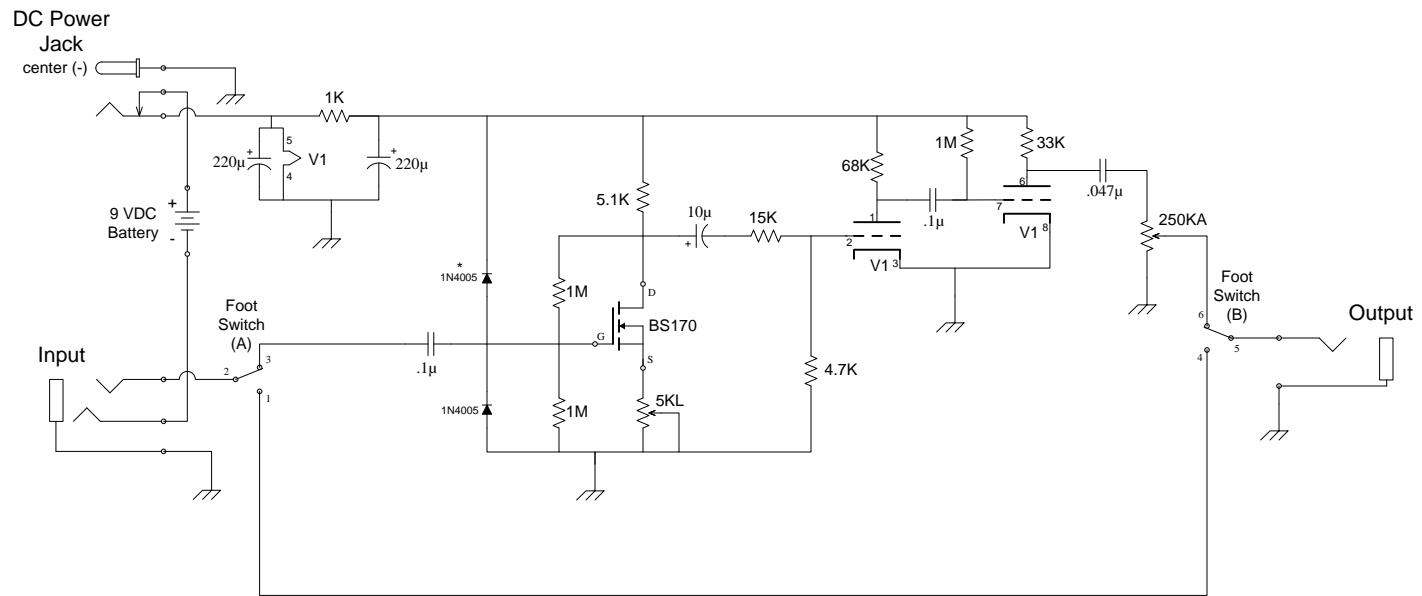 DC Power
Jack
center (-)
1K
5
V1
4
220µ
+
+
220µ
9 VDC
Battery
+
-
5.1K
10µ
+
15K
68K
1
2
V1
3
.1µ
1M
33K
6
7
V1
8
.047µ
250KA
*
1N4005
1M
D
G
BS170
S
5KL
1N4005
1M
4.7K
.1µ
Foot
Switch
(A)
3
2
1
Input
Foot
Switch
(B)
6
5
4
Output